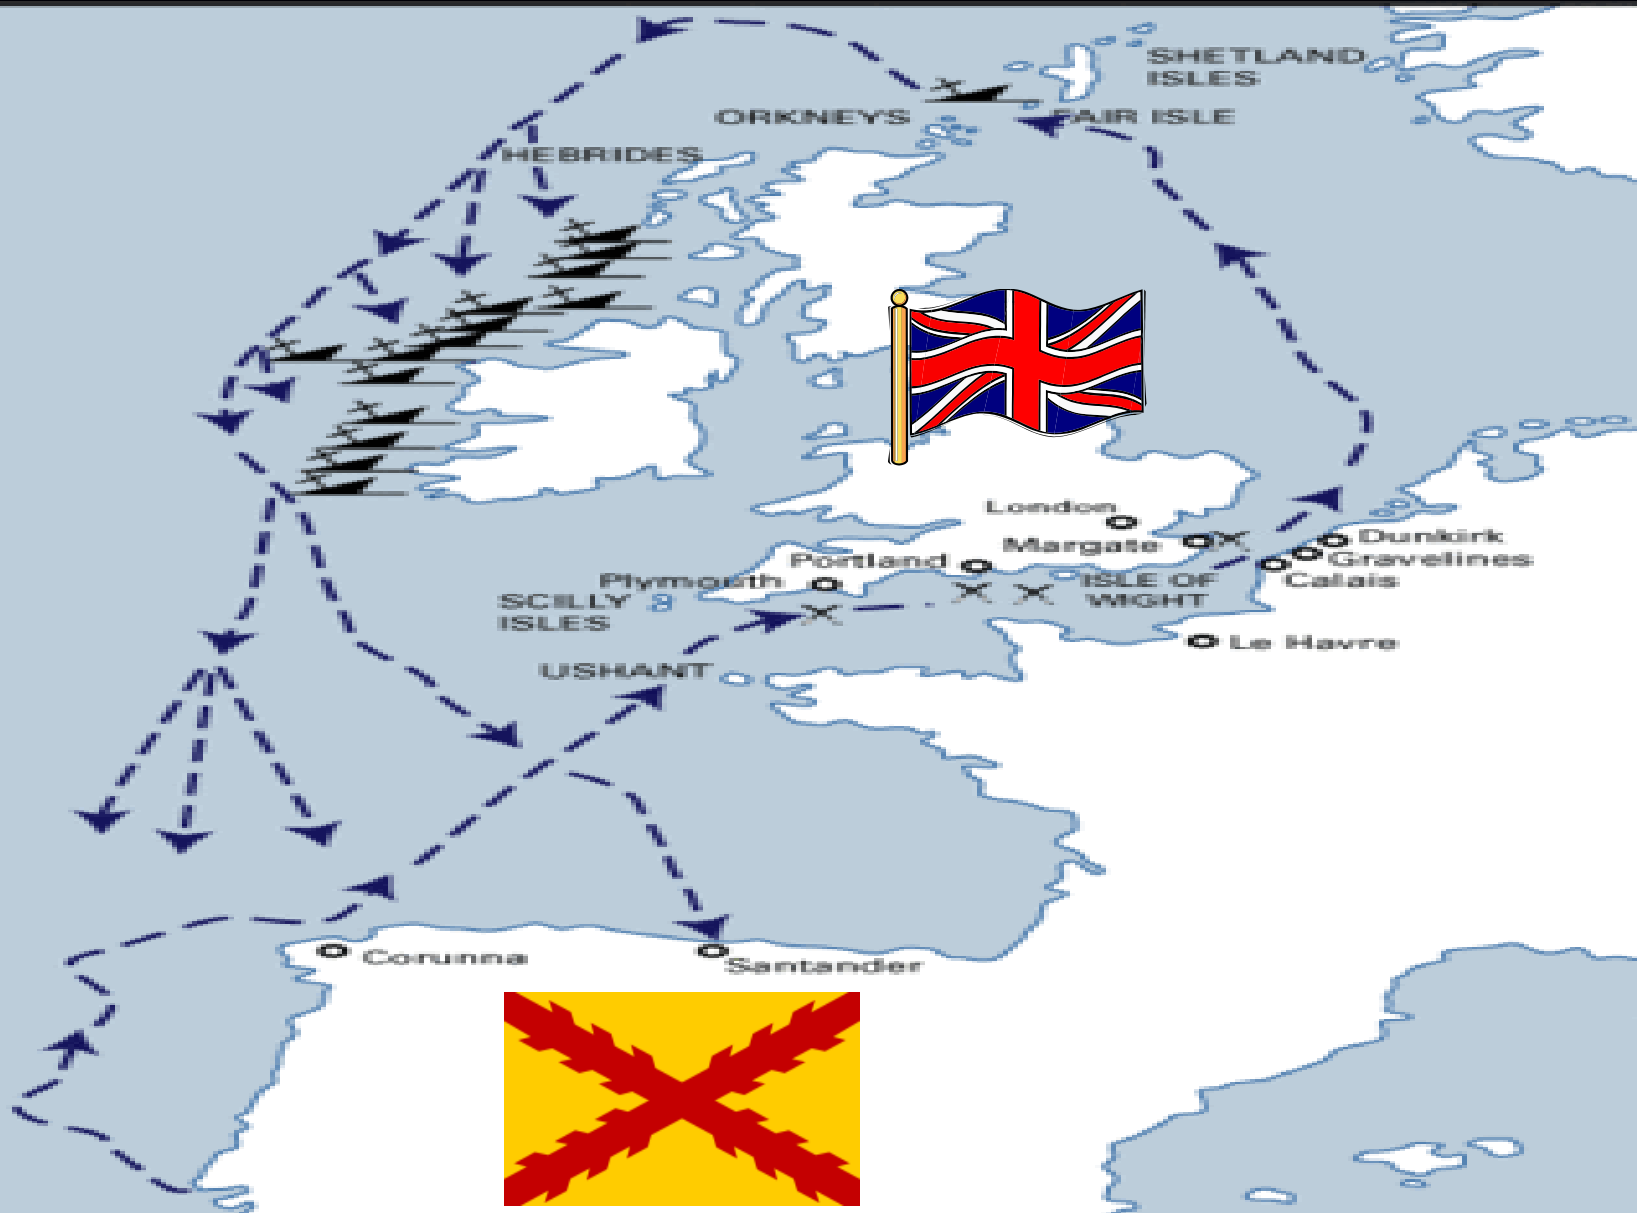 SHETLAND
ISLES
ORKNEYS
FAIR ISLE
HEBRIDES
London
Margate
Dunkirk
Gravelines
Calais
Portland
Plymouth
ISLE OF
WIGHT
SCILLY
ISLES
Le Havre
USHANT
Corunna
Santander